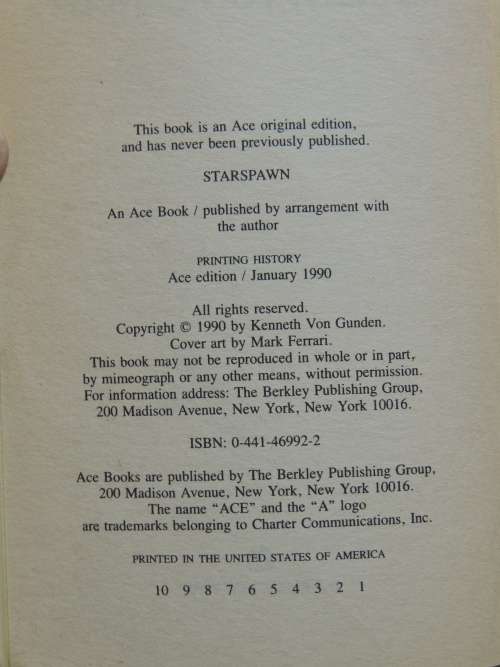 This book is an Ace original edition,
and has never been previously published.
STARSPAWN
An Ace Book / published by arrangement with
the author
PRINTING HISTORY
Ace edition / January 1990
All rights reserved.
Copyright © 1990 by Kenneth Von Gunden.
Cover art by Mark Ferrari.
This book may not be reproduced in whole or in part,
by mimeograph or any other means, without permission.
For information address: The Berkley Publishing Group,
200 Madison Avenue, New York, New York 10016.
ISBN: 0-441-46992-2
Ace Books are published by The Berkley Publishing Group,
200 Madison Avenue, New York, New York 10016.
The name “ACE” and the “A” logo
are trademarks belonging to Charter Communications, Inc.
PRINTED IN THE UNITED STATES OF AMERICA
10 9 8 7 6 5 4 3 2 1